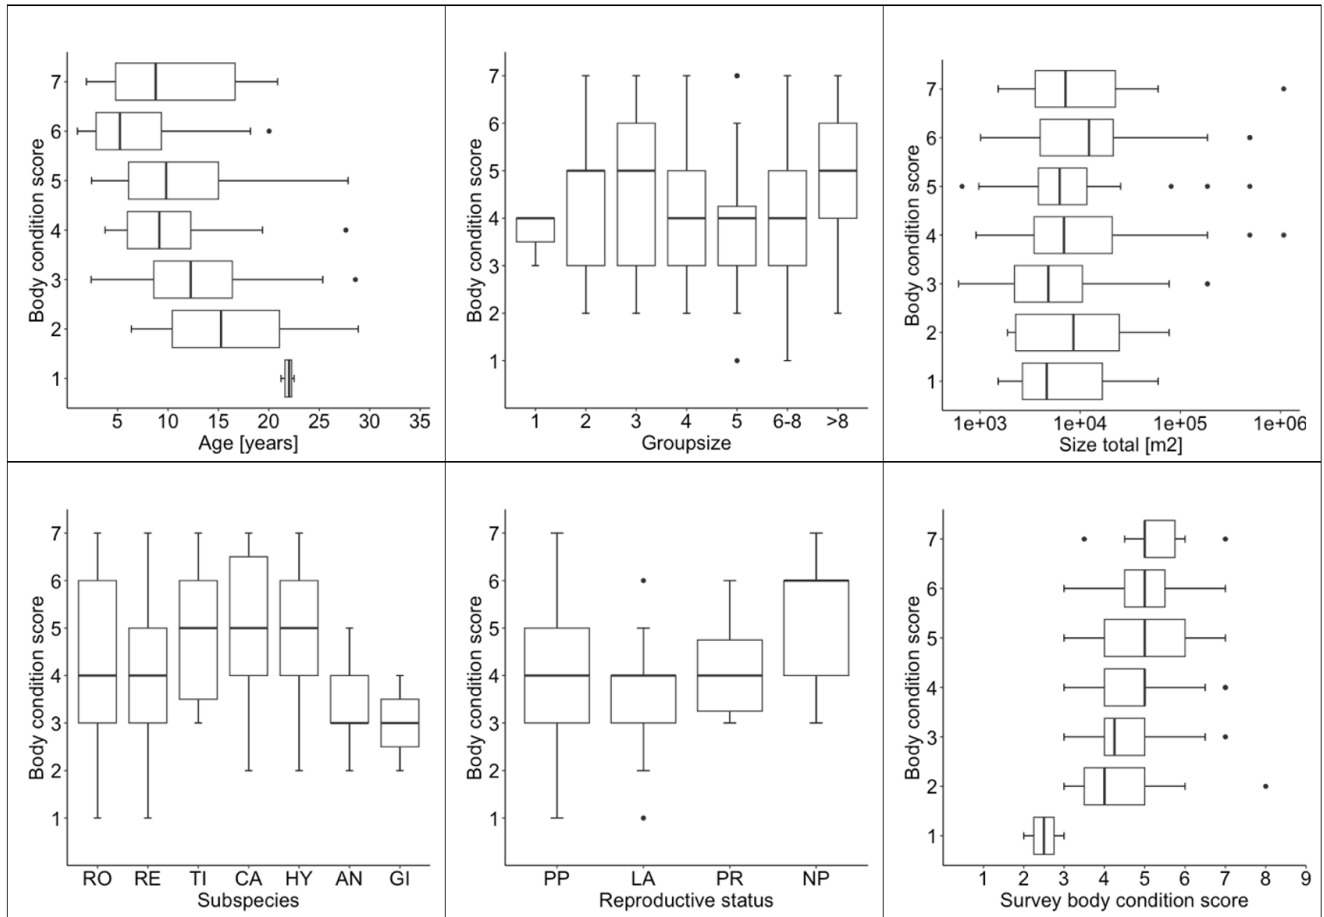 Body condition score
7
6
5
4
3
2
1
5 10 15 20 25 30 35
Age [years]
Body condition score
7
6
5
4
3
2
1
1 2 3 4 5 6-8 >8
Groupsize
Body condition score
7
6
5
4
3
2
1
1e+03 1e+04 1e+05 1e+06
Size total [m2]
Body condition score
7
6
5
4
3
2
1
RO RE TI CA HY AN GI
Subspecies
Body condition score
7
6
5
4
3
2
1
PP LA PR NP
Reproductive status
Body condition score
7
6
5
4
3
2
1
1 2 3 4 5 6 7 8 9
Survey body condition score